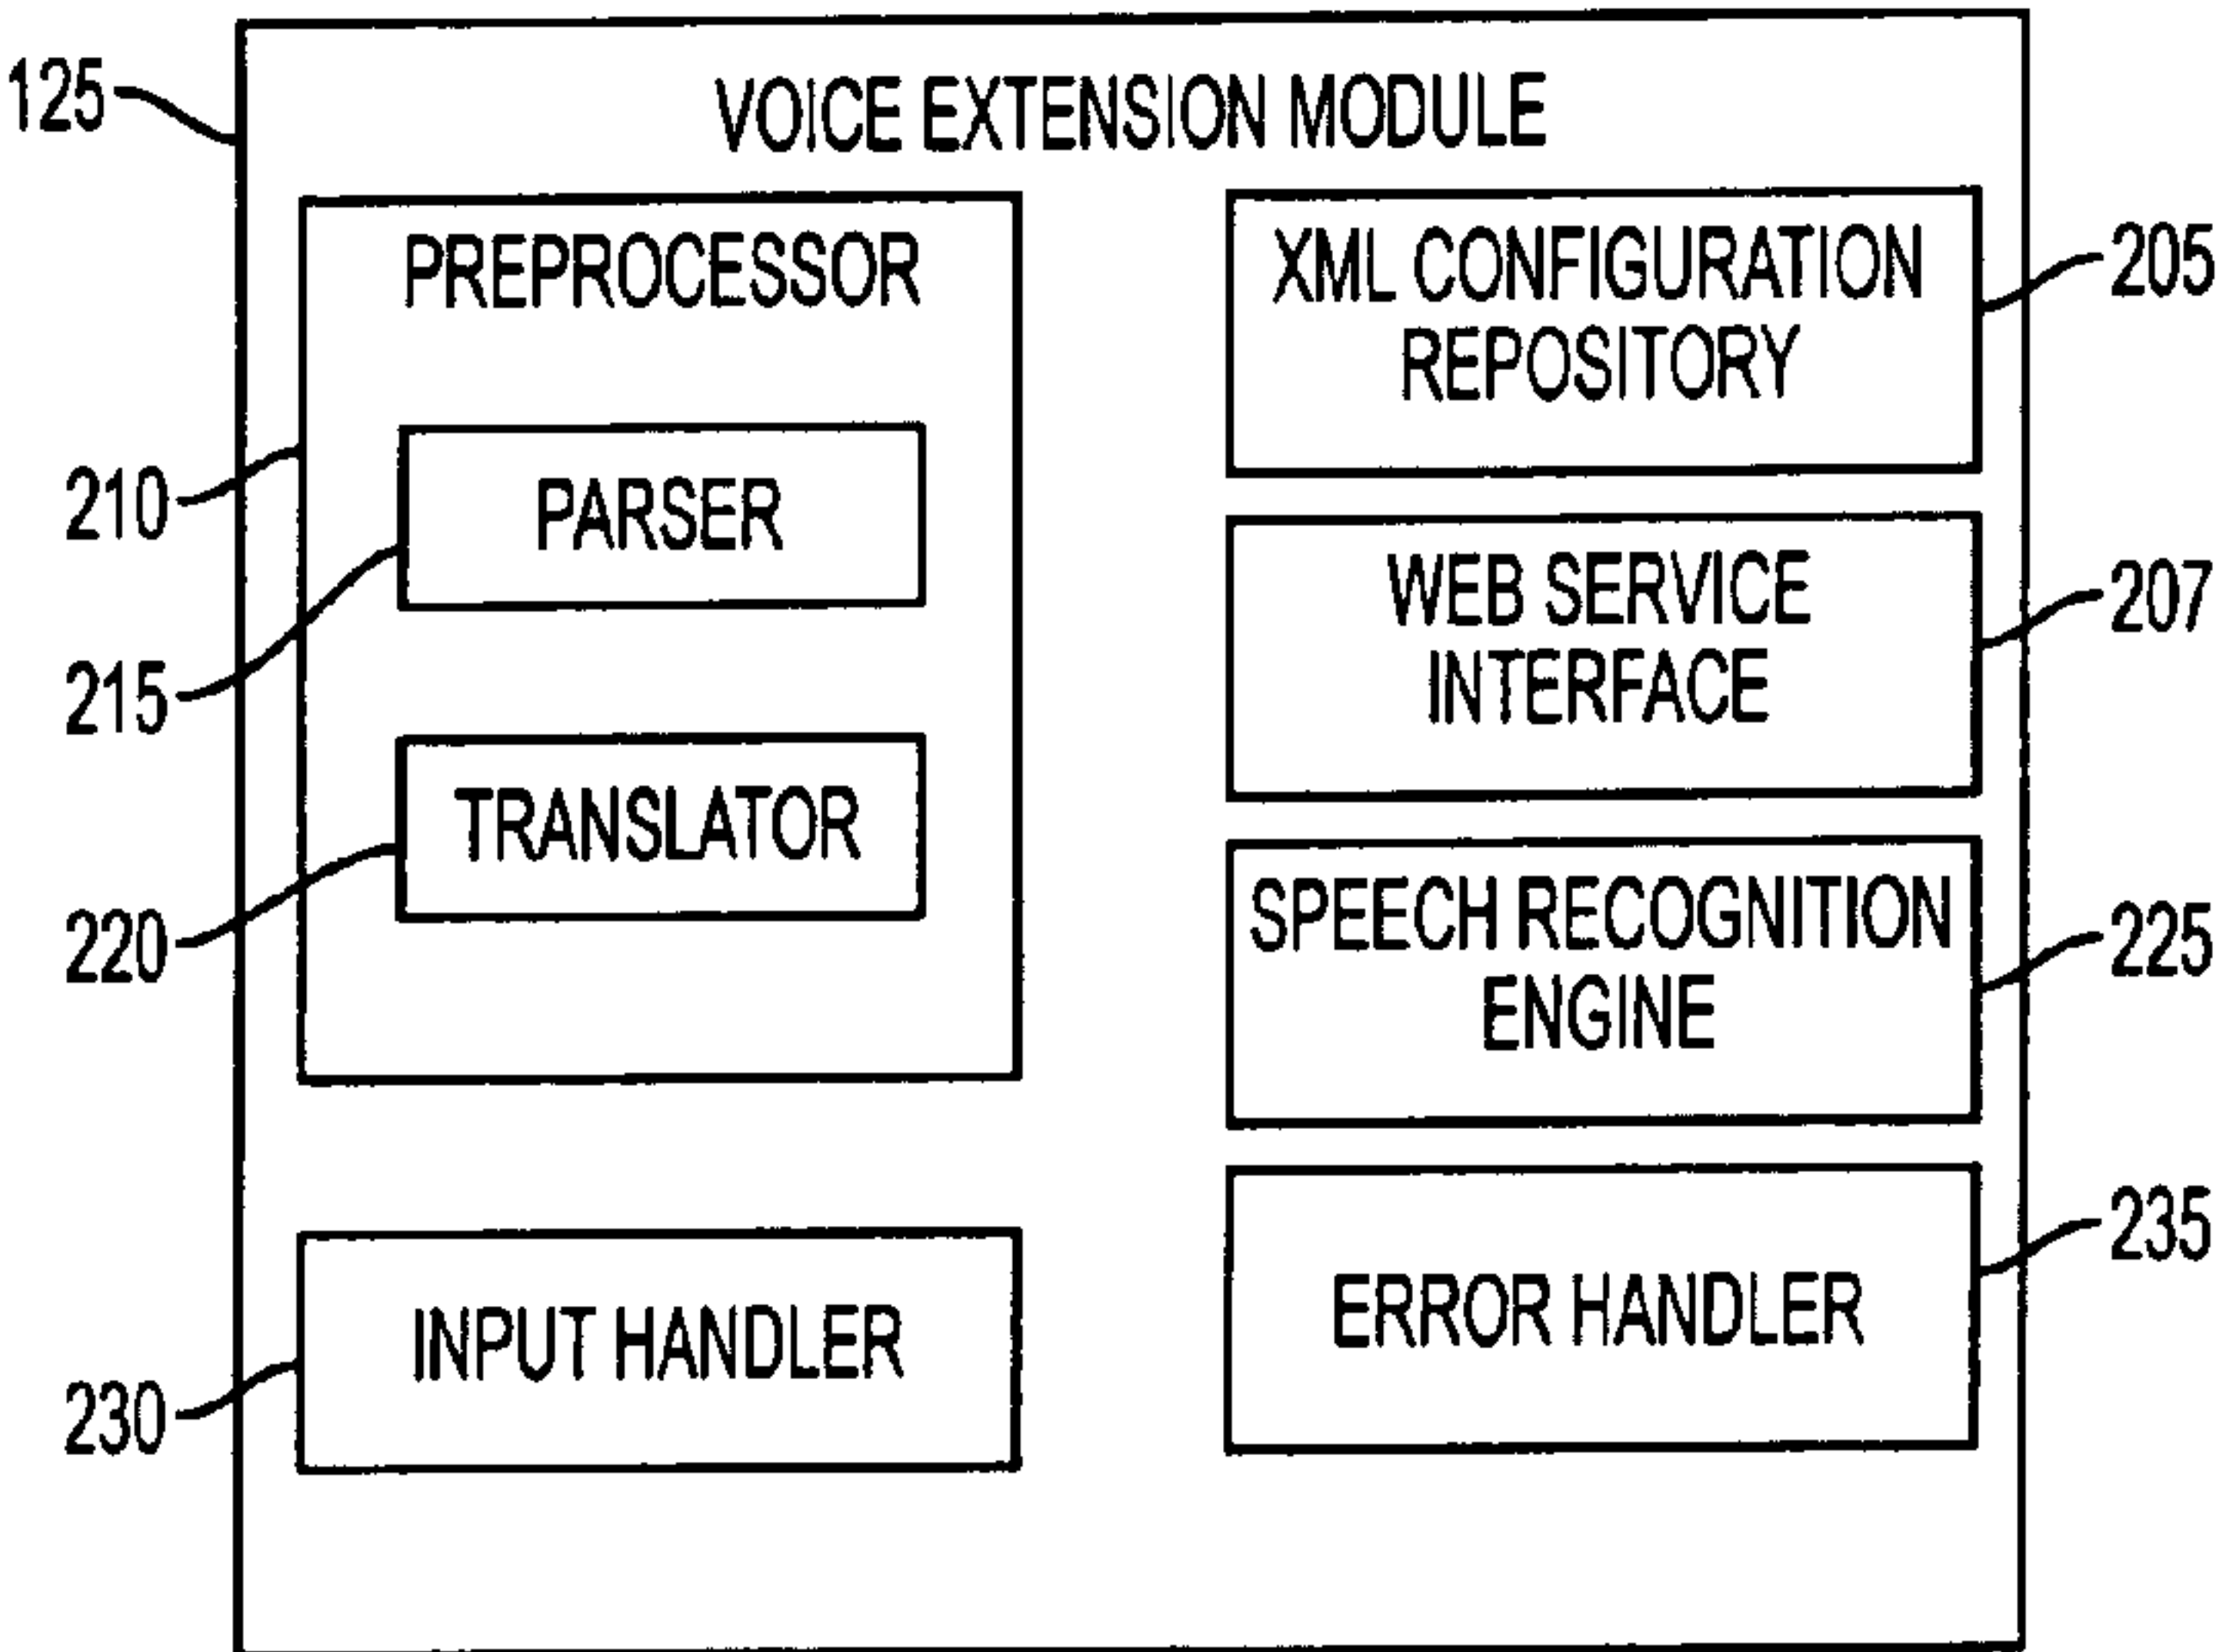 125
VOICE EXTENSION MODULE
PREPROCESSOR
210
PARSER
215
TRANSLATOR
220
INPUT HANDLER
230
XML CONFIGURATION
REPOSITORY
205
WEB SERVICE
INTERFACE
207
SPEECH RECOGNITION
ENGINE
225
ERROR HANDLER
235